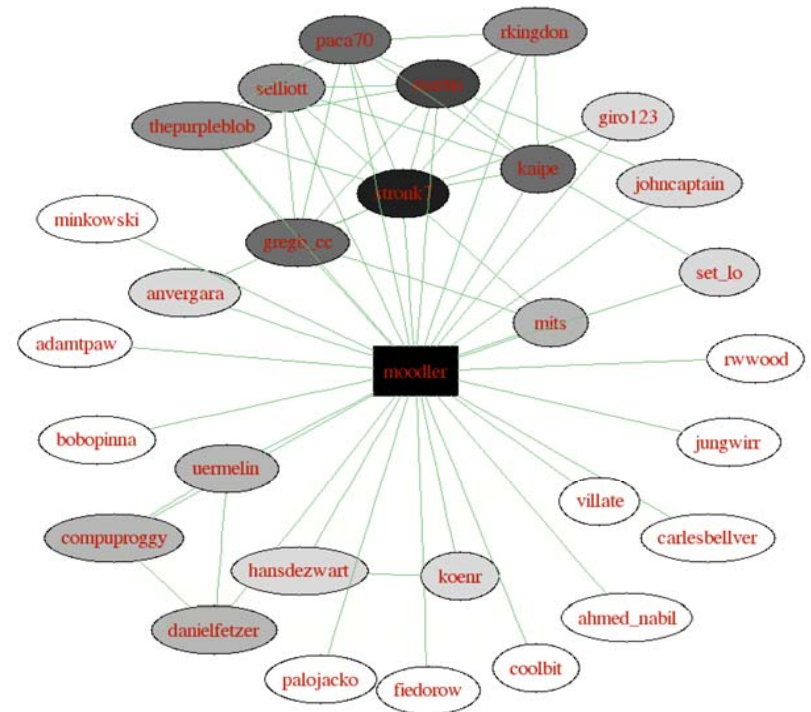 paca70
rkingdon
selliott
thepurpleblob
giro123
kaipe
johncaptain
stronk7
minkowski
set_lo
anvergara
mits
adamtpaw
rwwood
moodler
bobopinna
jungwirr
uermelin
villate
compuproggy
carlesbellver
hansdezwart
koenr
ahmed_nabil
danielfetzer
coolbit
palojacko
fiedorow